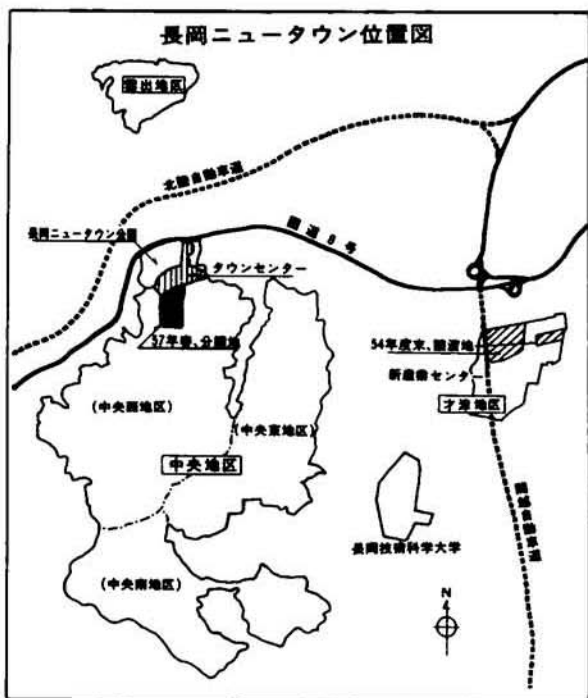 長岡ニュータウン位置図
雲出地区
北陸自動車道
長岡ニュータウン公園
国道8号
タウンセンター
57年春、分譲地
54年度末、譲渡地
新産業センター
(中央西地区)
(中央東地区)
才津地区
中央地区
関越自動車道
長岡技術科学大学
(中央南地区)
N